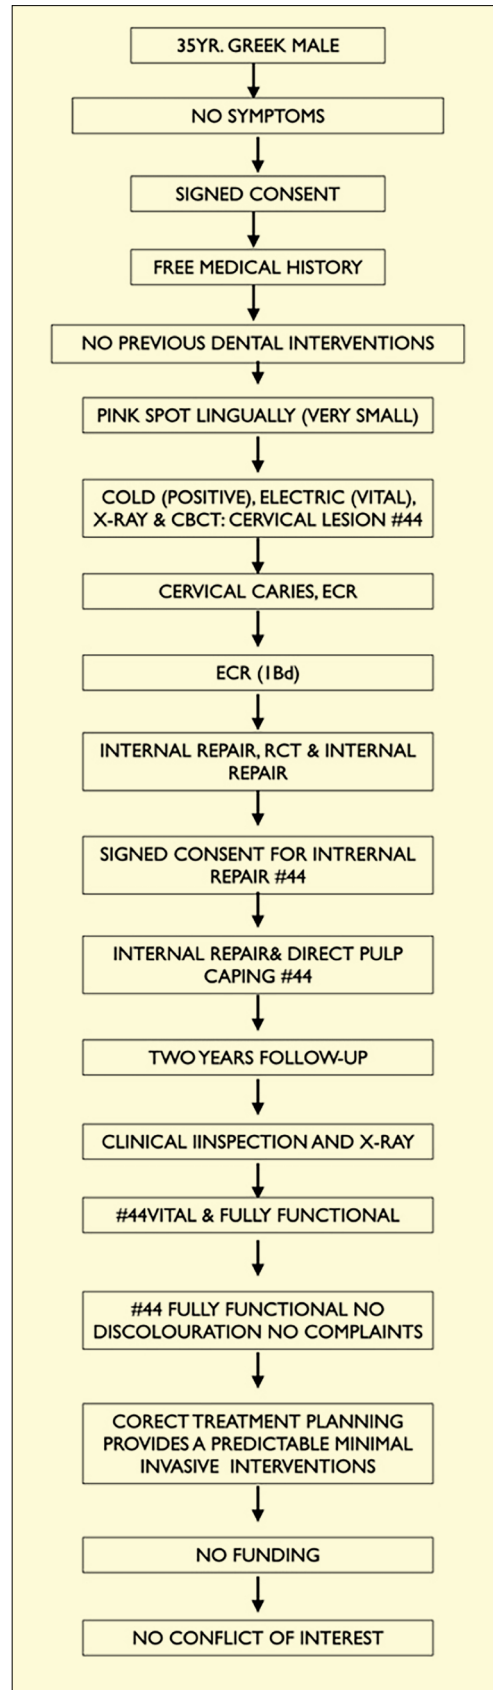 35YR. GREEK MALE
NO SYMPTOMS
SIGNED CONSENT
FREE MEDICAL HISTORY
NO PREVIOUS DENTAL INTERVENTIONS
PINK SPOT LINGUALLY (VERY SMALL)
COLD (POSITIVE), ELECTRIC (VITAL),
X-RAY & CBCT: CERVICAL LESION #44
CERVICAL CARIES, ECR
ECR (1Bd)
INTERNAL REPAIR, RCT & INTERNAL
REPAIR
SIGNED CONSENT FOR INTRERNAL
REPAIR #44
INTERNAL REPAIR& DIRECT PULP
CAPING #44
TWO YEARS FOLLOW-UP
CLINICAL IINSPECTION AND X-RAY
#44VITAL & FULLY FUNCTIONAL
#44 FULLY FUNCTIONAL NO
DISCOLOURATION NO COMPLAINTS
CORECT TREATMENT PLANNING
PROVIDES A PREDICTABLE MINIMAL
INVASIVE INTERVENTIONS
NO FUNDING
NO CONFLICT OF INTEREST